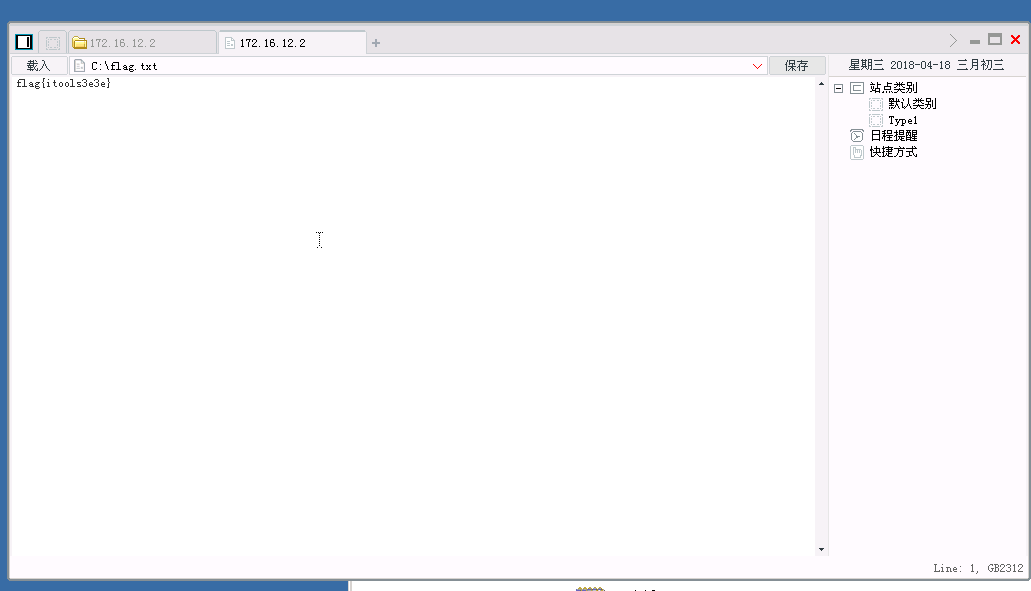 172.16.12.2
172.16.12.2
载入
C:\flag.txt
保存
星期三 2018-04-18 三月初三
flag{itools3e3e}
站点类别
默认类别
Type1
日程提醒
快捷方式
Line: 1, GB2312